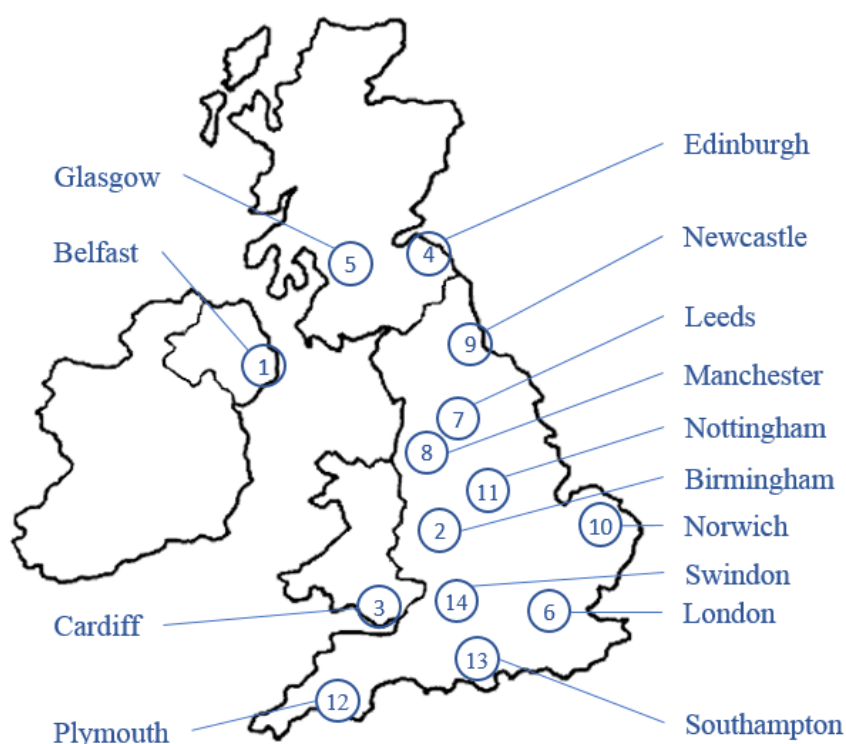 Edinburgh
Glasgow
Newcastle
Belfast
4
5
Leeds
9
1
Manchester
7
Nottingham
8
Birmingham
11
Norwich
10
2
Swindon
14
3
6
London
Cardiff
13
12
Southampton
Plymouth